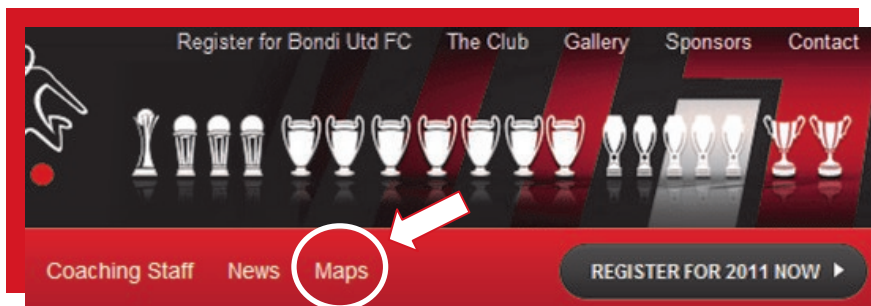 Register for Bondi Utd FC The Club Gallery Sponsors Contact
Coaching Staff News Maps REGISTER FOR 2011 NOW